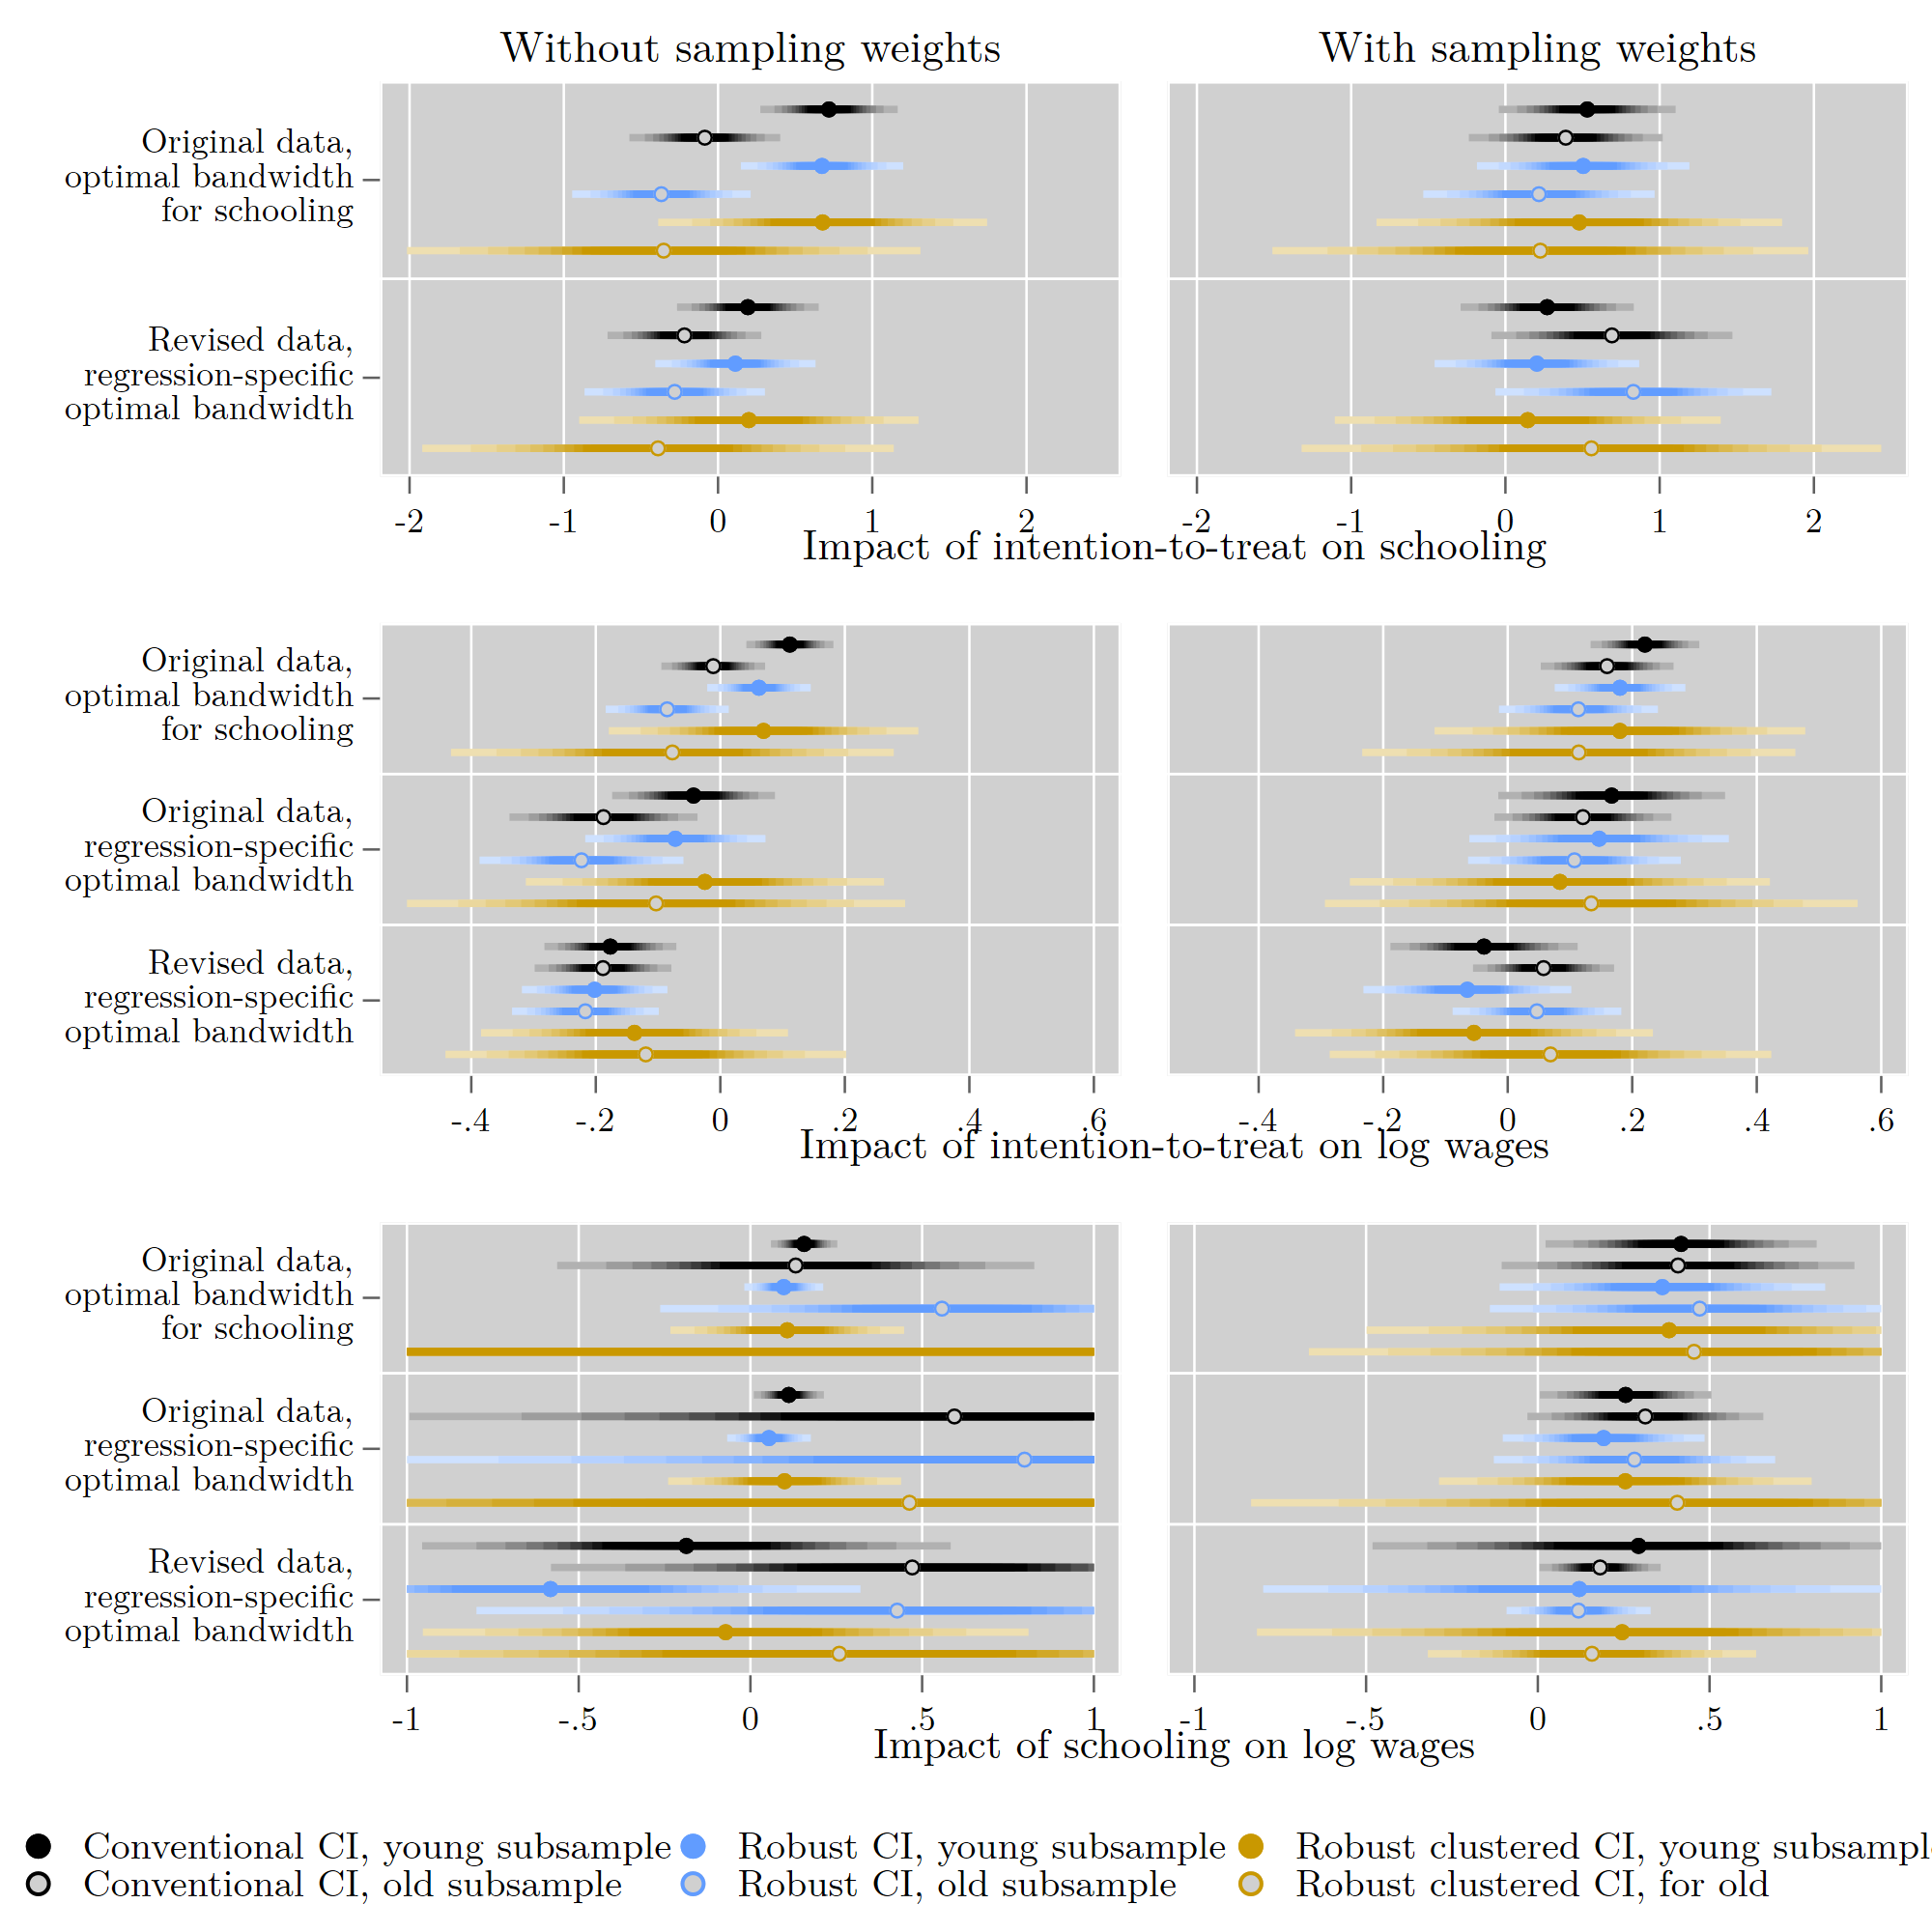 Without sampling weights
With sampling weights
Original data,
optimal bandwidth
for schooling
Revised data,
regression-specific
optimal bandwidth
-2 -1 0 1 2
-2 -1 0 1 2
Impact of intention-to-treat on schooling
Original data,
optimal bandwidth
for schooling
Original data,
regression-specific
optimal bandwidth
Revised data,
regression-specific
optimal bandwidth
-.4 -.2 0 .2 .4 .6
-.4 -.2 0 .2 .4 .6
Impact of intention-to-treat on log wages
Original data,
optimal bandwidth
for schooling
Original data,
regression-specific
optimal bandwidth
Revised data,
regression-specific
optimal bandwidth
-1 -.5 0 .5 1
-1 -.5 0 .5 1
Impact of schooling on log wages
Conventional CI, young subsample
Robust CI, young subsample
Robust clustered CI, young subsampl
Conventional CI, old subsample
Robust CI, old subsample
Robust clustered CI, for old